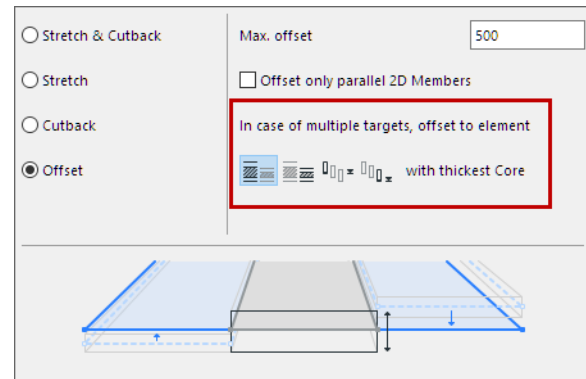 Stretch & Cutback
Stretch
Cutback
Offset
Max. offset 500
Offset only parallel 2D Members
In case of multiple targets, offset to element
with thickest Core